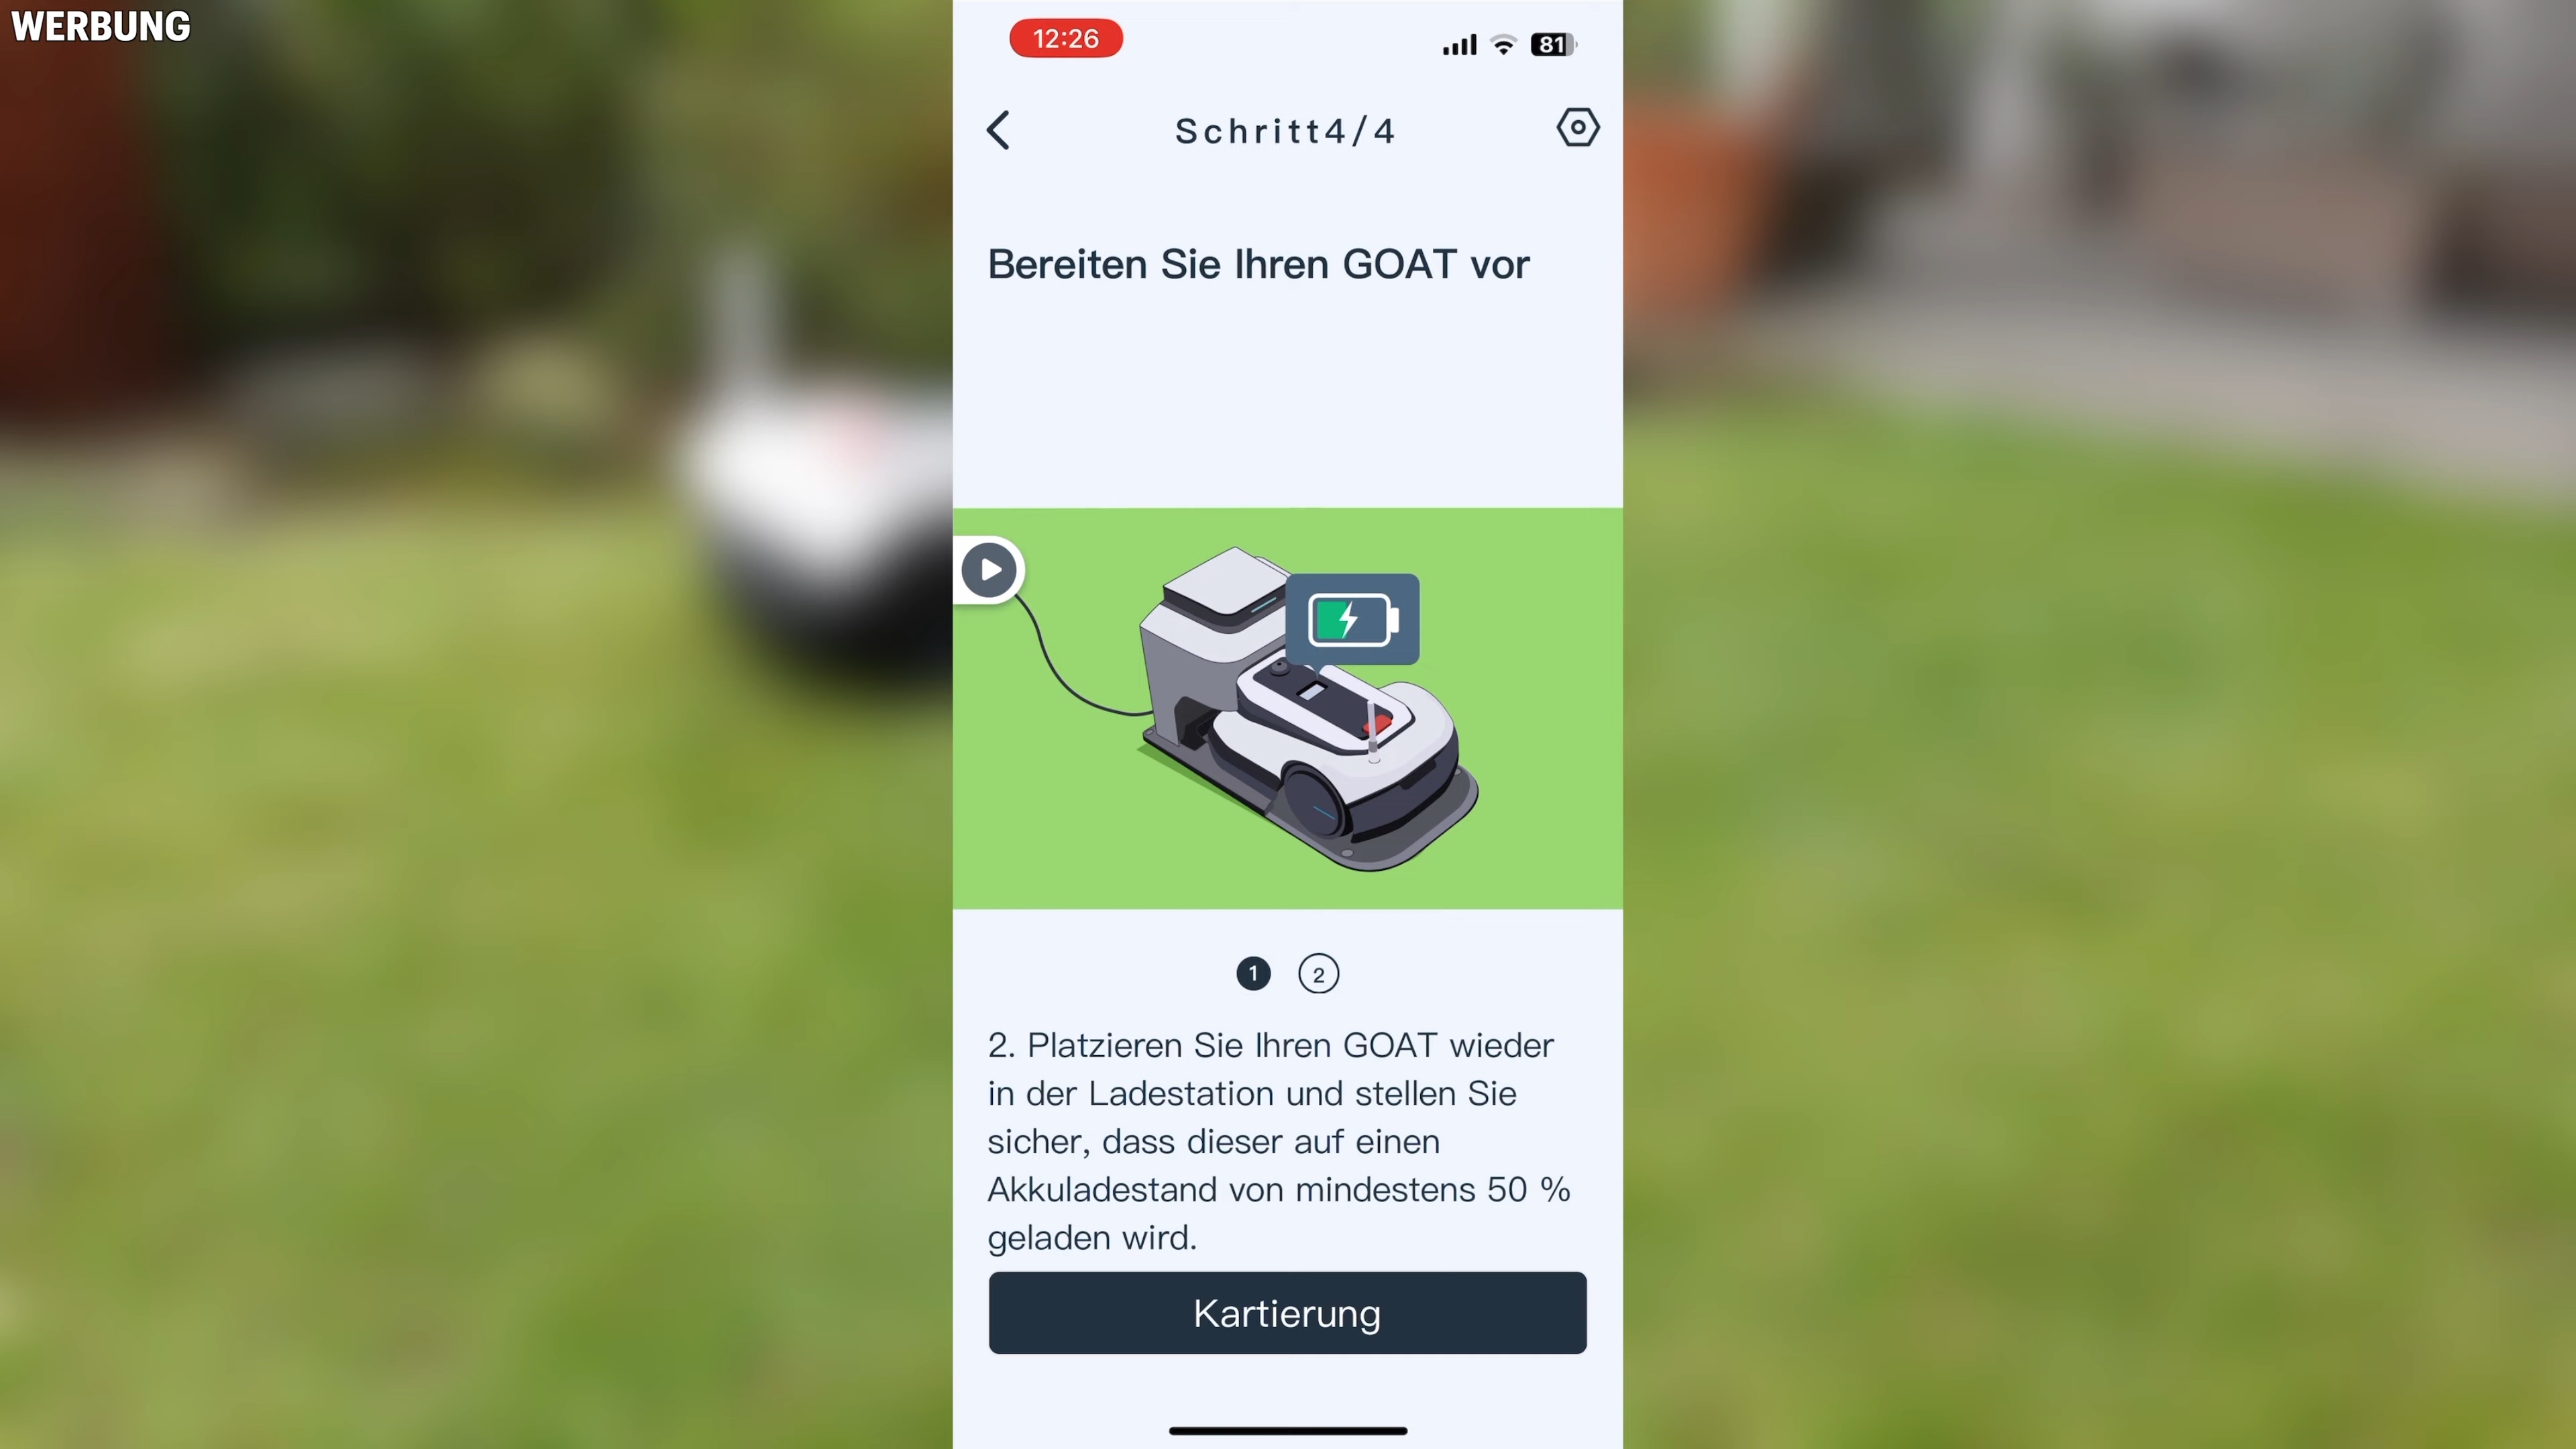 WERBUNG
12:26
81
Schritt4/4
Bereiten Sie Ihren GOAT vor
1 2
2. Platzieren Sie Ihren GOAT wieder
in der Ladestation und stellen Sie
sicher, dass dieser auf einen
Akkuladestand von mindestens 50 %
geladen wird.
Kartierung